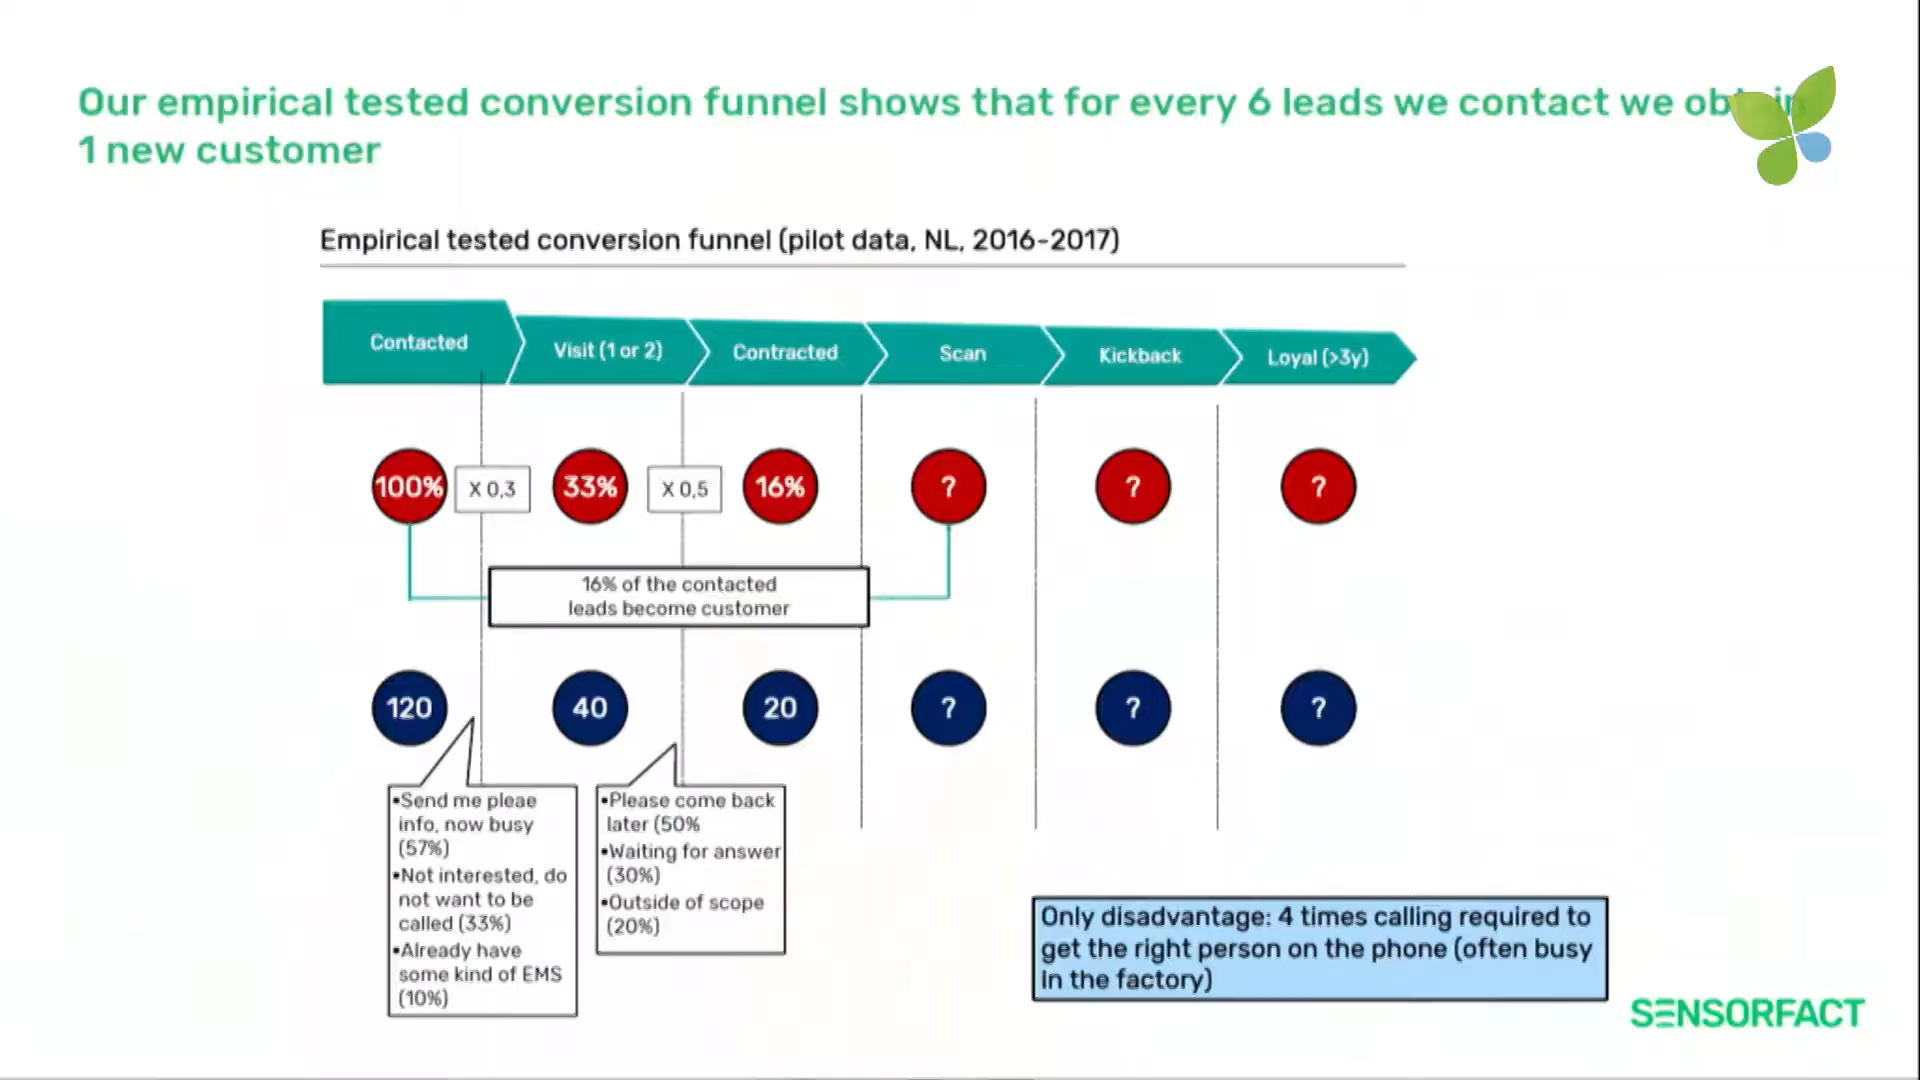 Our empirical tested conversion funnel shows that for every 6 leads we contact we obtain
1 new customer
Empirical tested conversion funnel (pilot data, NL, 2016-2017)
Contacted
Visit (1 or 2)
Contracted
Scan
Kickback
Loyal (>3y)
100%
X 0,3
33%
X 0,5
16%
?
?
?
16% of the contacted
leads become customer
120
40
20
?
?
?
•Send me pleae
info, now busy
(57%)
•Not interested, do
not want to be
called (33%)
•Already have
some kind of EMS
(10%)
•Please come back
later (50%
•Waiting for answer
(30%)
•Outside of scope
(20%)
Only disadvantage: 4 times calling required to
get the right person on the phone (often busy
in the factory)
SENSORFACT